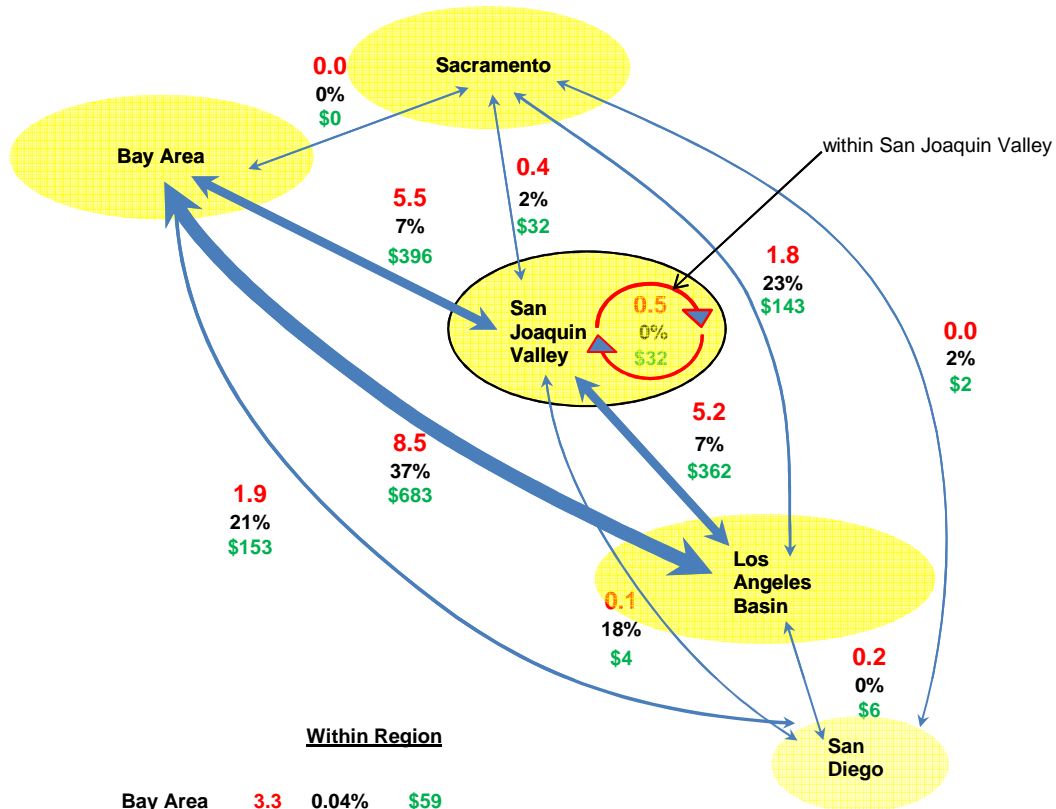 Sacramento
0.0
0%
$0
Bay Area
within San Joaquin Valley
0.4
2%
$32
5.5
7%
$396
1.8
23%
$143
San
Joaquin
Valley
0.5
0%
$32
0.0
2%
$2
5.2
7%
$362
8.5
37%
$683
1.9
21%
$153
Los
Angeles
Basin
0.1
18%
$4
0.2
0%
$6
San
Diego
Within Region
Bay Area 3.3 0.04% $59